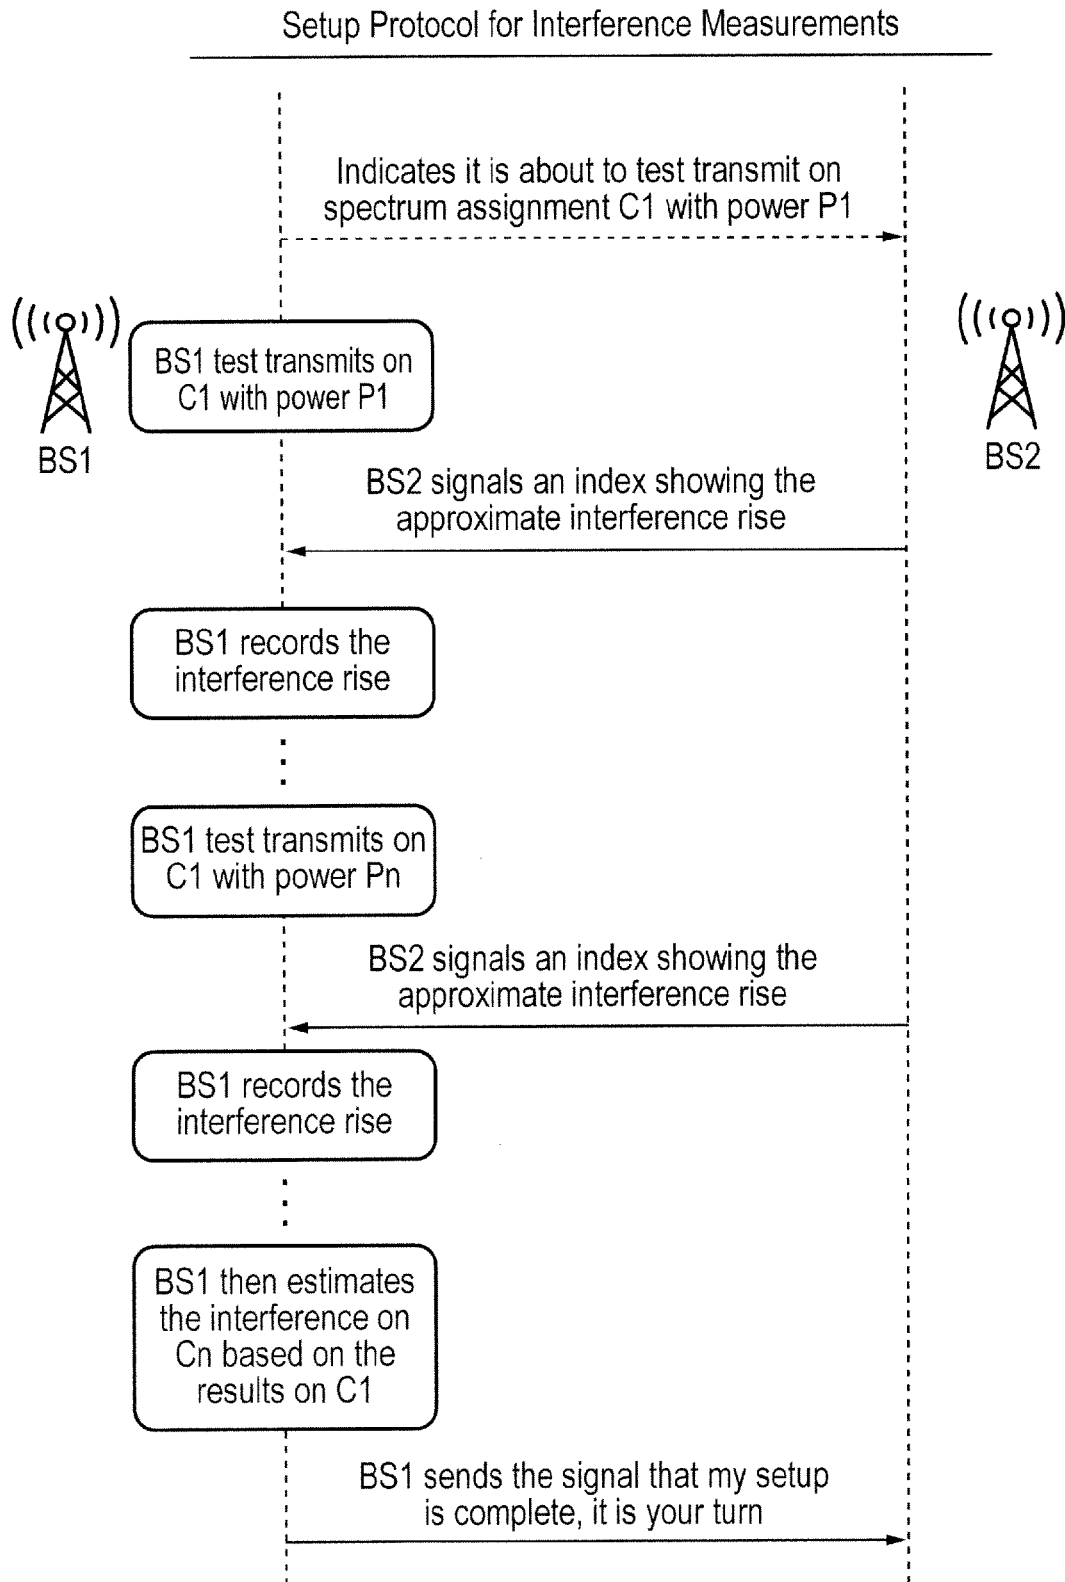 Setup Protocol for Interference Measurements
Indicates it is about to test transmit on
spectrum assignment C1 with power P1
BS1 test transmits on
C1 with power P1
BS1
BS2
BS2 signals an index showing the
approximate interference rise
BS1 records the
interference rise
BS1 test transmits on
C1 with power Pn
BS2 signals an index showing the
approximate interference rise
BS1 records the
interference rise
BS1 then estimates
the interference on
Cn based on the
results on C1
BS1 sends the signal that my setup
is complete, it is your turn